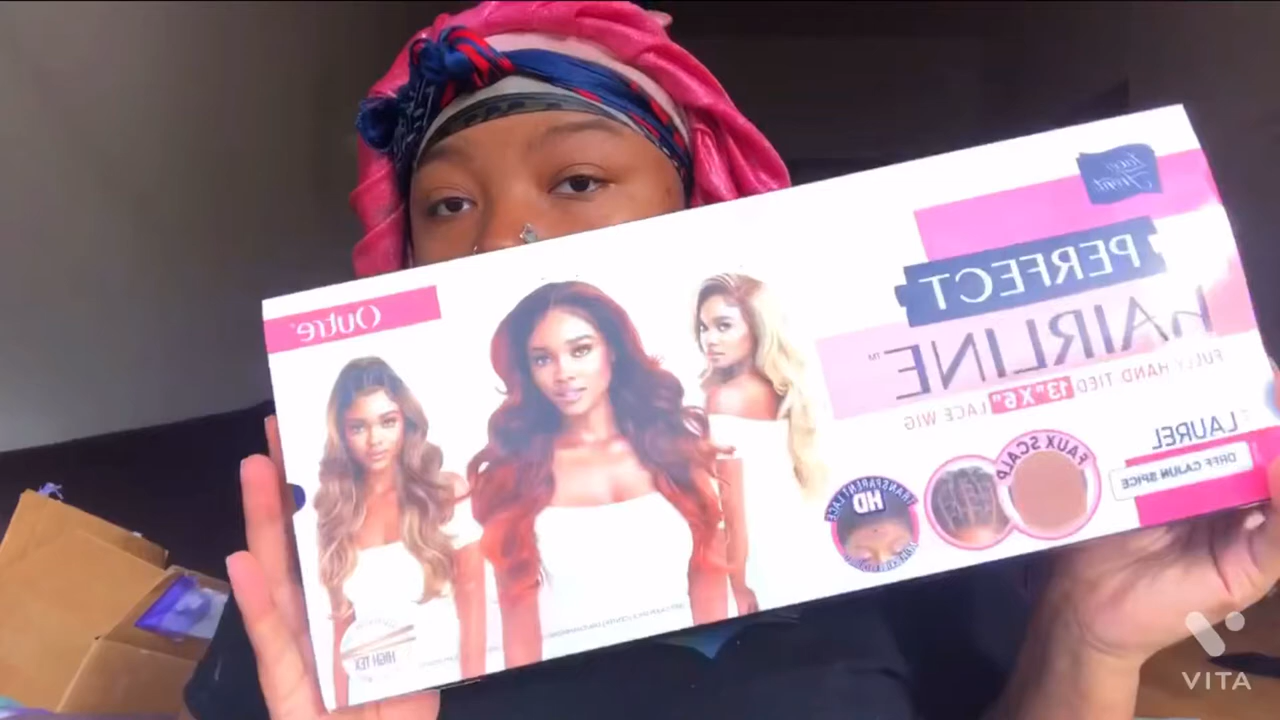 Lace
Front
PERFECT
HAIRLINE™
FULLY HAND TIED 13"X6" LACE WIG
LAUREL
DRFF CAJUN SPICE
FAUX SCALP
TRANSPARENT LACE
HD
Outre®
HIGH TEX
VITA